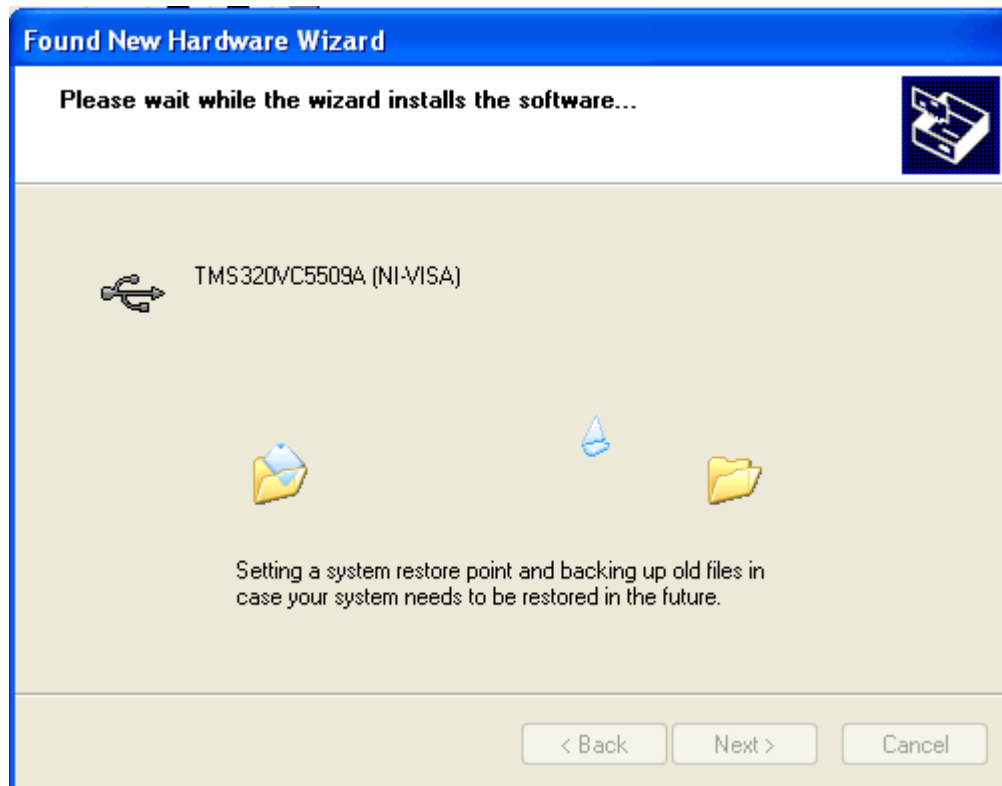 Found New Hardware Wizard
Please wait while the wizard installs the software...
TMS320VC5509A (NI-VISA)
Setting a system restore point and backing up old files in
case your system needs to be restored in the future.
< Back
Next >
Cancel